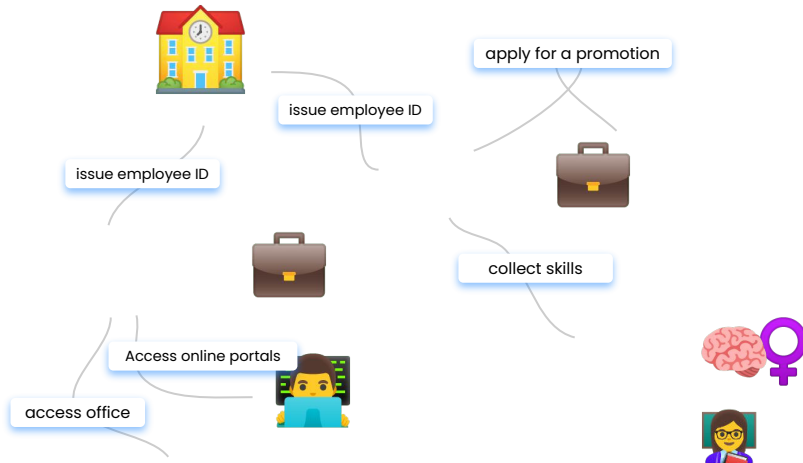 apply for a promotion
issue employee ID
issue employee ID
collect skills
Access online portals
access office